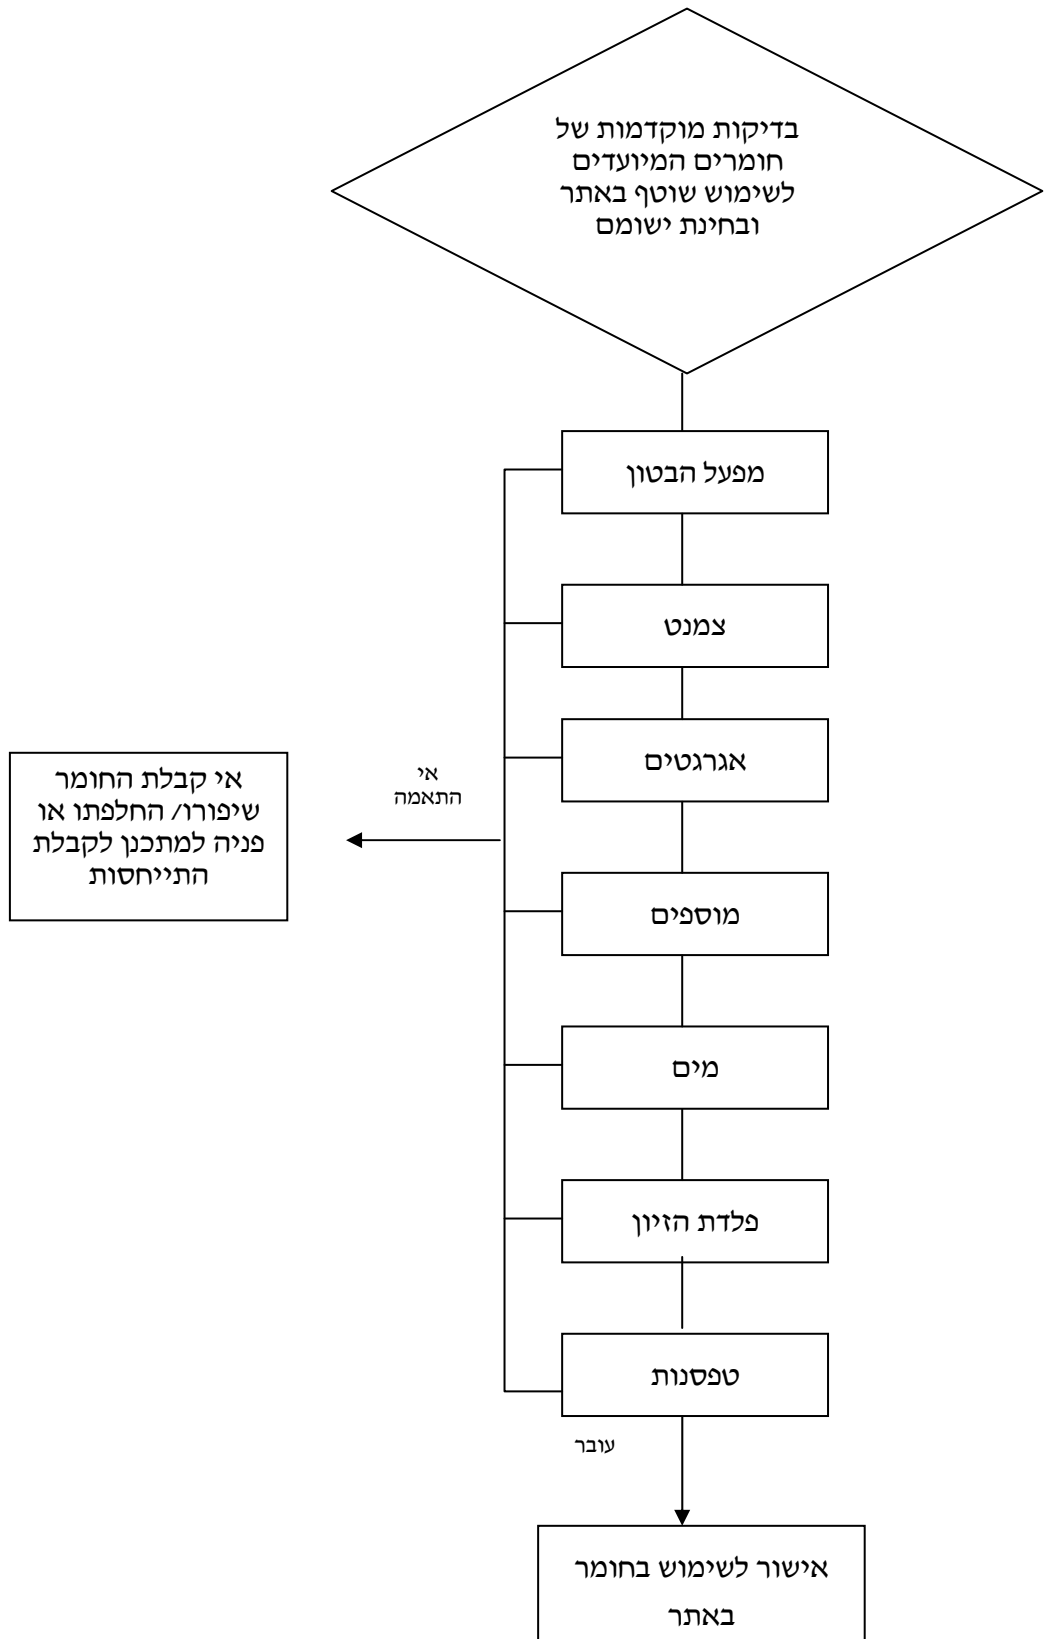 בדיקות מוקדמות של
חומרים המיועדים
לשימוש שוטף באתר
ובחינת ישומם
מפעל הבטון
צמנט
אגרגטים
אי
התאמה
אי קבלת החומר
שיפורו/ החלפתו או
פניה למתכנן לקבלת
התייחסות
מוספים
מים
פלדת הזיון
טפסנות
עובר
אישור לשימוש בחומר
באתר